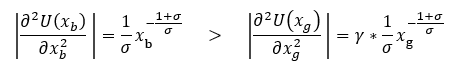 |∂²U(x_b)/∂x_b²| = (1/σ) x_b^(-(1+σ)/σ) > |∂²U(x_g)/∂x_g²| = γ * (1/σ) x_g^(-(1+σ)/σ)